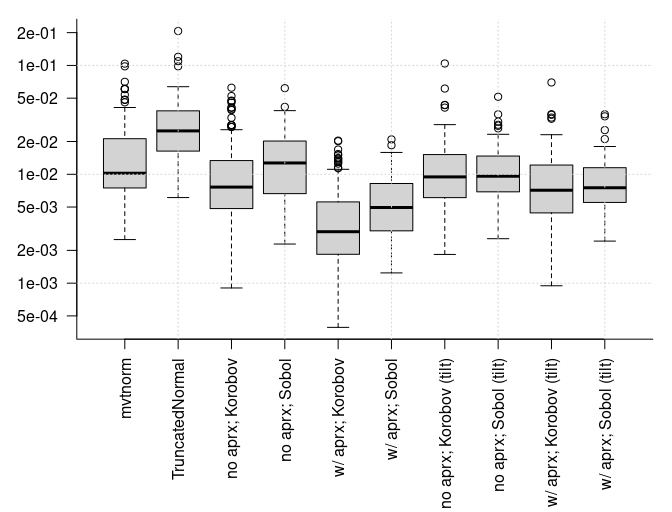 2e-01
1e-01
5e-02
2e-02
1e-02
5e-03
2e-03
1e-03
5e-04
mvtnorm
TruncatedNormal
no aprx; Korobov
no aprx; Sobol
w/ aprx; Korobov
w/ aprx; Sobol
no aprx; Korobov (tilt)
no aprx; Sobol (tilt)
w/ aprx; Korobov (tilt)
w/ aprx; Sobol (tilt)